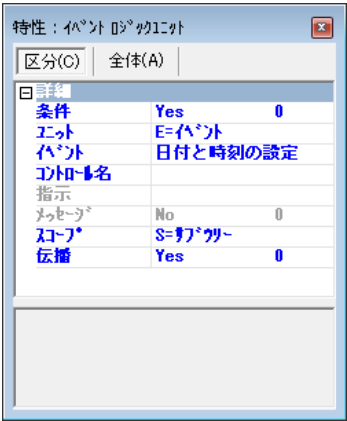 特性：ｲﾍﾞﾝﾄ ﾛｼﾞｯｸﾕﾆｯﾄ
区分(C) 全体(A)
詳細
条件 Yes 0
ﾕﾆｯﾄ E=ｲﾍﾞﾝﾄ
ｲﾍﾞﾝﾄ 日付と時刻の設定
ｺﾝﾄﾛｰﾙ名
指示
ﾒｯｾｰｼﾞ No 0
ｽｺｰﾌﾟ S=ｻﾌﾞﾂﾘｰ
伝播 Yes 0